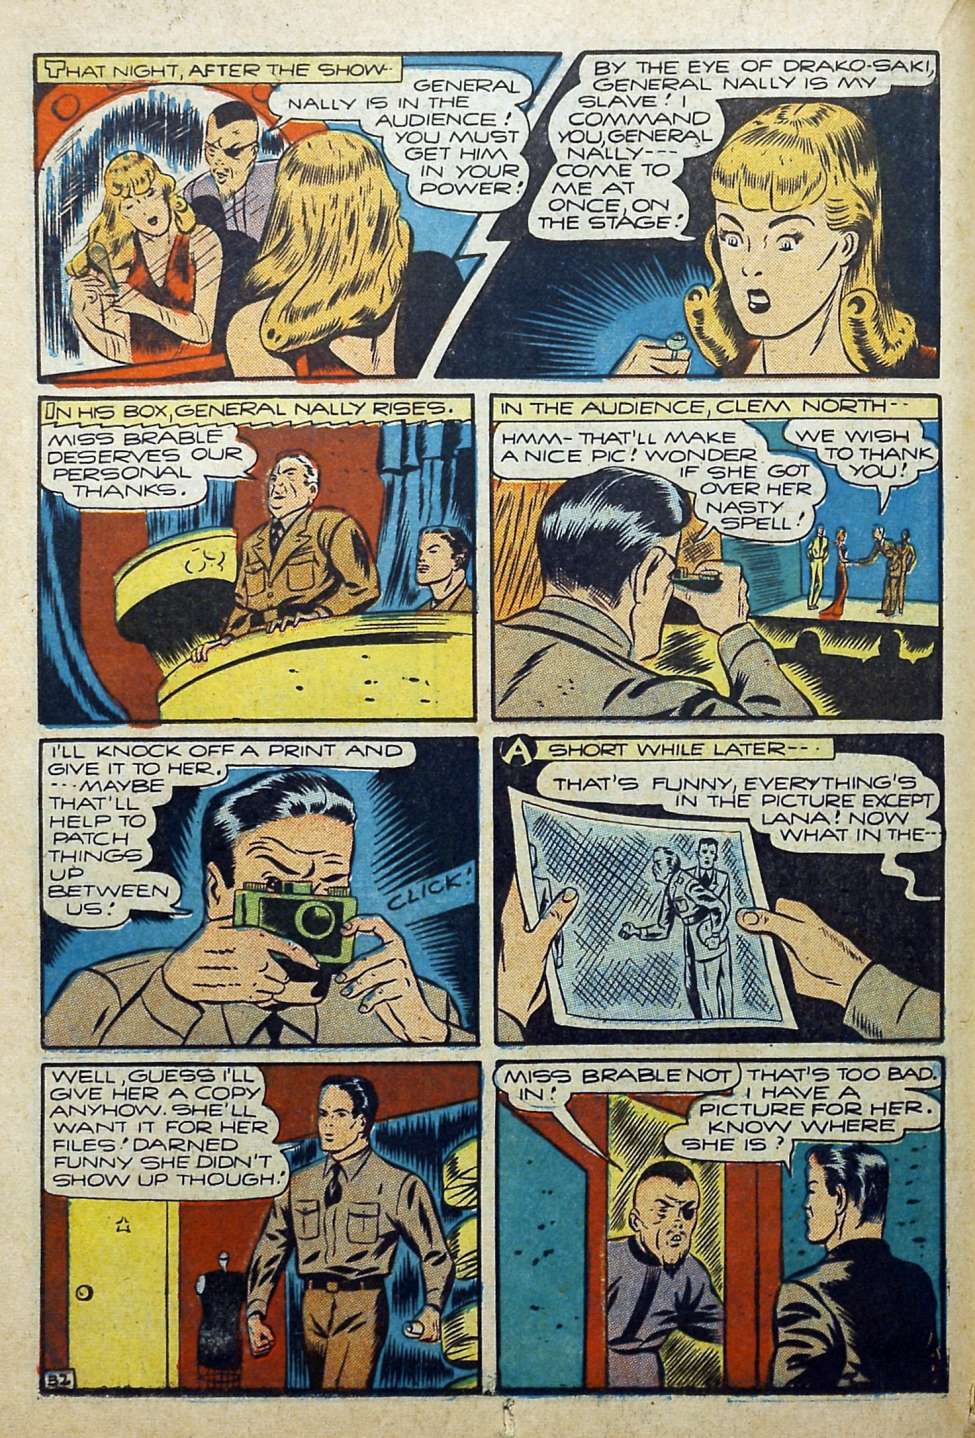 THAT NIGHT, AFTER THE SHOW--
GENERAL
NALLY IS IN THE
AUDIENCE!
YOU MUST
GET HIM
IN YOUR
POWER!
BY THE EYE OF DRAKO-SAKI,
GENERAL NALLY IS MY
SLAVE! I
COMMAND
YOU, GENERAL
NALLY---
COME TO
ME AT
ONCE, ON
THE STAGE!
IN HIS BOX, GENERAL NALLY RISES.
MISS BRABLE
DESERVES OUR
PERSONAL
THANKS.
IN THE AUDIENCE, CLEM NORTH--
HMM- THAT'LL MAKE
A NICE PIC! WONDER
IF SHE GOT
OVER HER
NASTY
SPELL!
WE WISH
TO THANK
YOU!
I'LL KNOCK OFF A PRINT AND
GIVE IT TO HER.
---MAYBE
THAT'LL
HELP TO
PATCH
THINGS
UP
BETWEEN
US!
CLICK!
A SHORT WHILE LATER---
THAT'S FUNNY, EVERYTHING'S
IN THE PICTURE EXCEPT
LANA! NOW
WHAT IN THE--
!
WELL, GUESS I'LL
GIVE HER A COPY
ANYHOW. SHE'LL
WANT IT FOR HER
FILES! DARNED
FUNNY SHE DIDN'T
SHOW UP THOUGH!
32
MISS BRABLE NOT
IN!
THAT'S TOO BAD.
I HAVE A
PICTURE FOR HER.
KNOW WHERE
SHE IS?